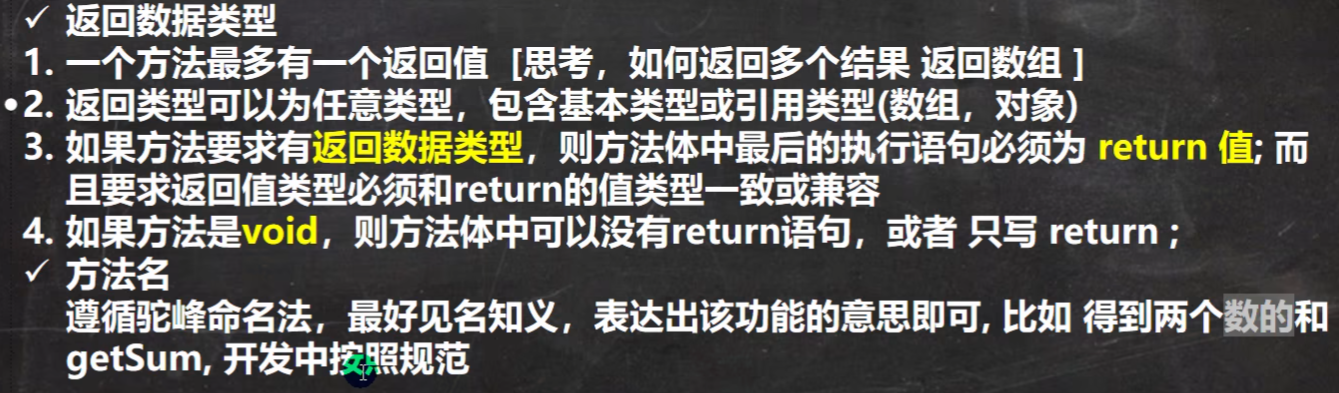 ✓ 返回数据类型
1. 一个方法最多有一个返回值 [思考，如何返回多个结果 返回数组 ]
•2. 返回类型可以为任意类型，包含基本类型或引用类型(数组，对象)
3. 如果方法要求有返回数据类型，则方法体中最后的执行语句必须为 return 值; 而
且要求返回值类型必须和return的值类型一致或兼容
4. 如果方法是void，则方法体中可以没有return语句，或者 只写 return ;
✓ 方法名
遵循驼峰命名法，最好见名知义，表达出该功能的意思即可, 比如 得到两个数的和
getSum, 开发中按照规范